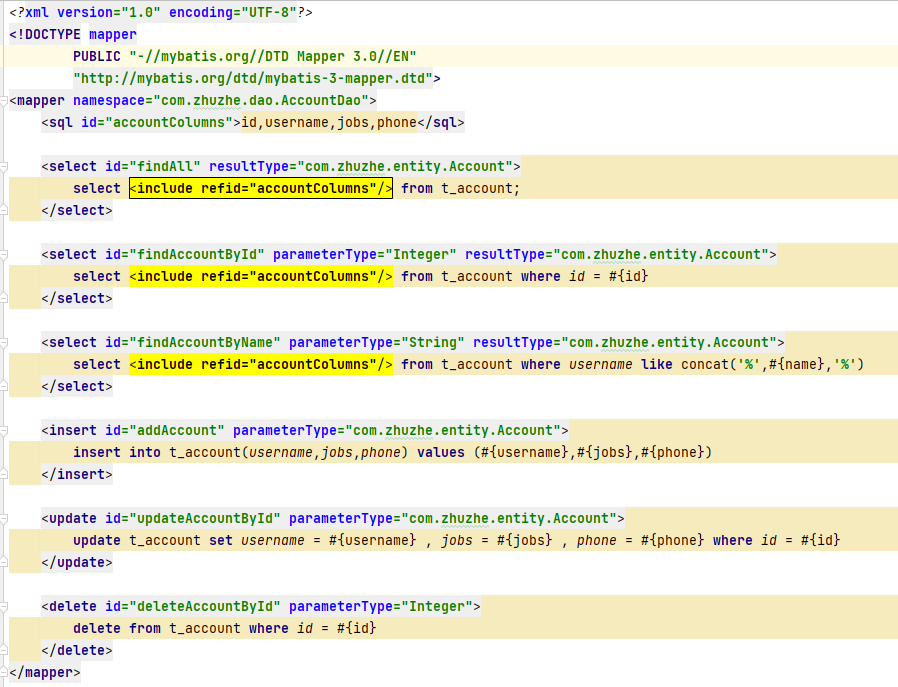 <?xml version="1.0" encoding="UTF-8"?>
<!DOCTYPE mapper
PUBLIC "-//mybatis.org//DTD Mapper 3.0//EN"
"http://mybatis.org/dtd/mybatis-3-mapper.dtd">
<mapper namespace="com.zhuzhe.dao.AccountDao">
<sql id="accountColumns">id,username,jobs,phone</sql>
<select id="findAll" resultType="com.zhuzhe.entity.Account">
select <include refid="accountColumns"/> from t_account;
</select>
<select id="findAccountById" parameterType="Integer" resultType="com.zhuzhe.entity.Account">
select <include refid="accountColumns"/> from t_account where id = #{id}
</select>
<select id="findAccountByName" parameterType="String" resultType="com.zhuzhe.entity.Account">
select <include refid="accountColumns"/> from t_account where username like concat('%',#{name},'%')
</select>
<insert id="addAccount" parameterType="com.zhuzhe.entity.Account">
insert into t_account(username,jobs,phone) values (#{username},#{jobs},#{phone})
</insert>
<update id="updateAccountById" parameterType="com.zhuzhe.entity.Account">
update t_account set username = #{username} , jobs = #{jobs} , phone = #{phone} where id = #{id}
</update>
<delete id="deleteAccountById" parameterType="Integer">
delete from t_account where id = #{id}
</delete>
</mapper>